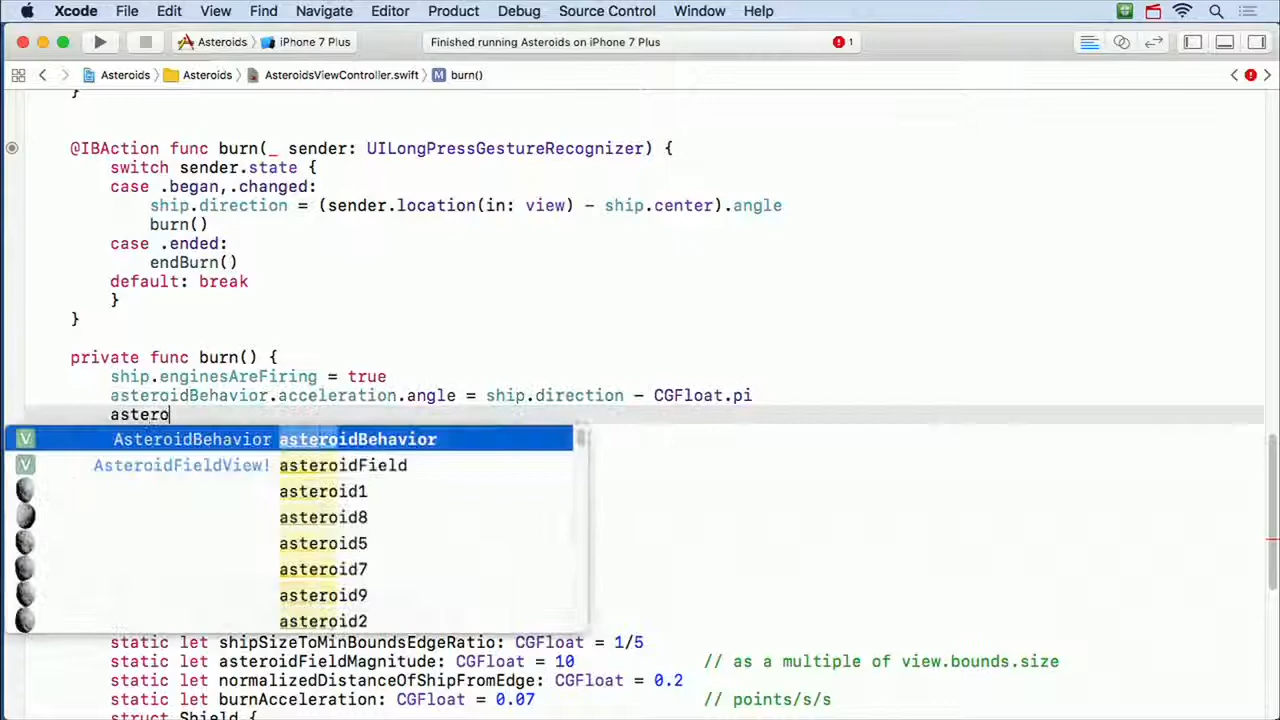 Xcode File Edit View Find Navigate Editor Product Debug Source Control Window Help
Asteroids iPhone 7 Plus Finished running Asteroids on iPhone 7 Plus 1
Asteroids Asteroids AsteroidsViewController.swift M burn()
}
@IBAction func burn(_ sender: UILongPressGestureRecognizer) {
switch sender.state {
case .began,.changed:
ship.direction = (sender.location(in: view) - ship.center).angle
burn()
case .ended:
endBurn()
default: break
}
}
private func burn() {
ship.enginesAreFiring = true
asteroidBehavior.acceleration.angle = ship.direction - CGFloat.pi
astero
V AsteroidBehavior asteroidBehavior
V AsteroidFieldView! asteroidField
asteroid1
asteroid8
asteroid5
asteroid7
asteroid9
asteroid2
static let shipSizeToMinBoundsEdgeRatio: CGFloat = 1/5
static let asteroidFieldMagnitude: CGFloat = 10 // as a multiple of view.bounds.size
static let normalizedDistanceOfShipFromEdge: CGFloat = 0.2
static let burnAcceleration: CGFloat = 0.07 // points/s/s
struct Shield {